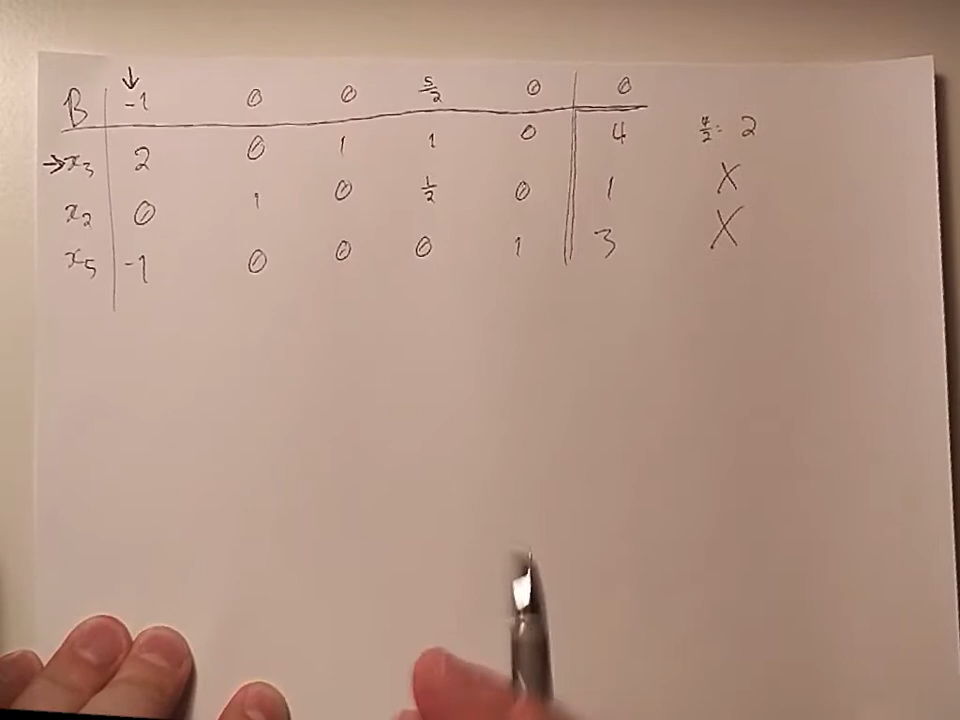 ↓
B -1 0 0 5/2 0 0
→x₃ 2 0 1 1 0 4 4/2 = 2
x₂ 0 1 0 1/2 0 1 X
x₅ -1 0 0 0 1 3 X